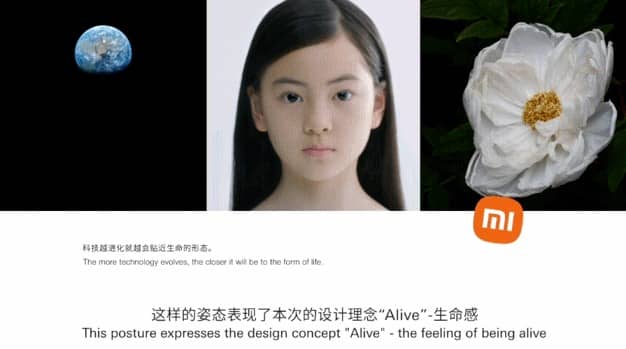 mi
科技越进化就越会贴近生命的形态。
The more technology evolves, the closer it will be to the form of life.
这样的姿态表现了本次的设计理念“Alive”-生命感
This posture expresses the design concept "Alive" - the feeling of being alive